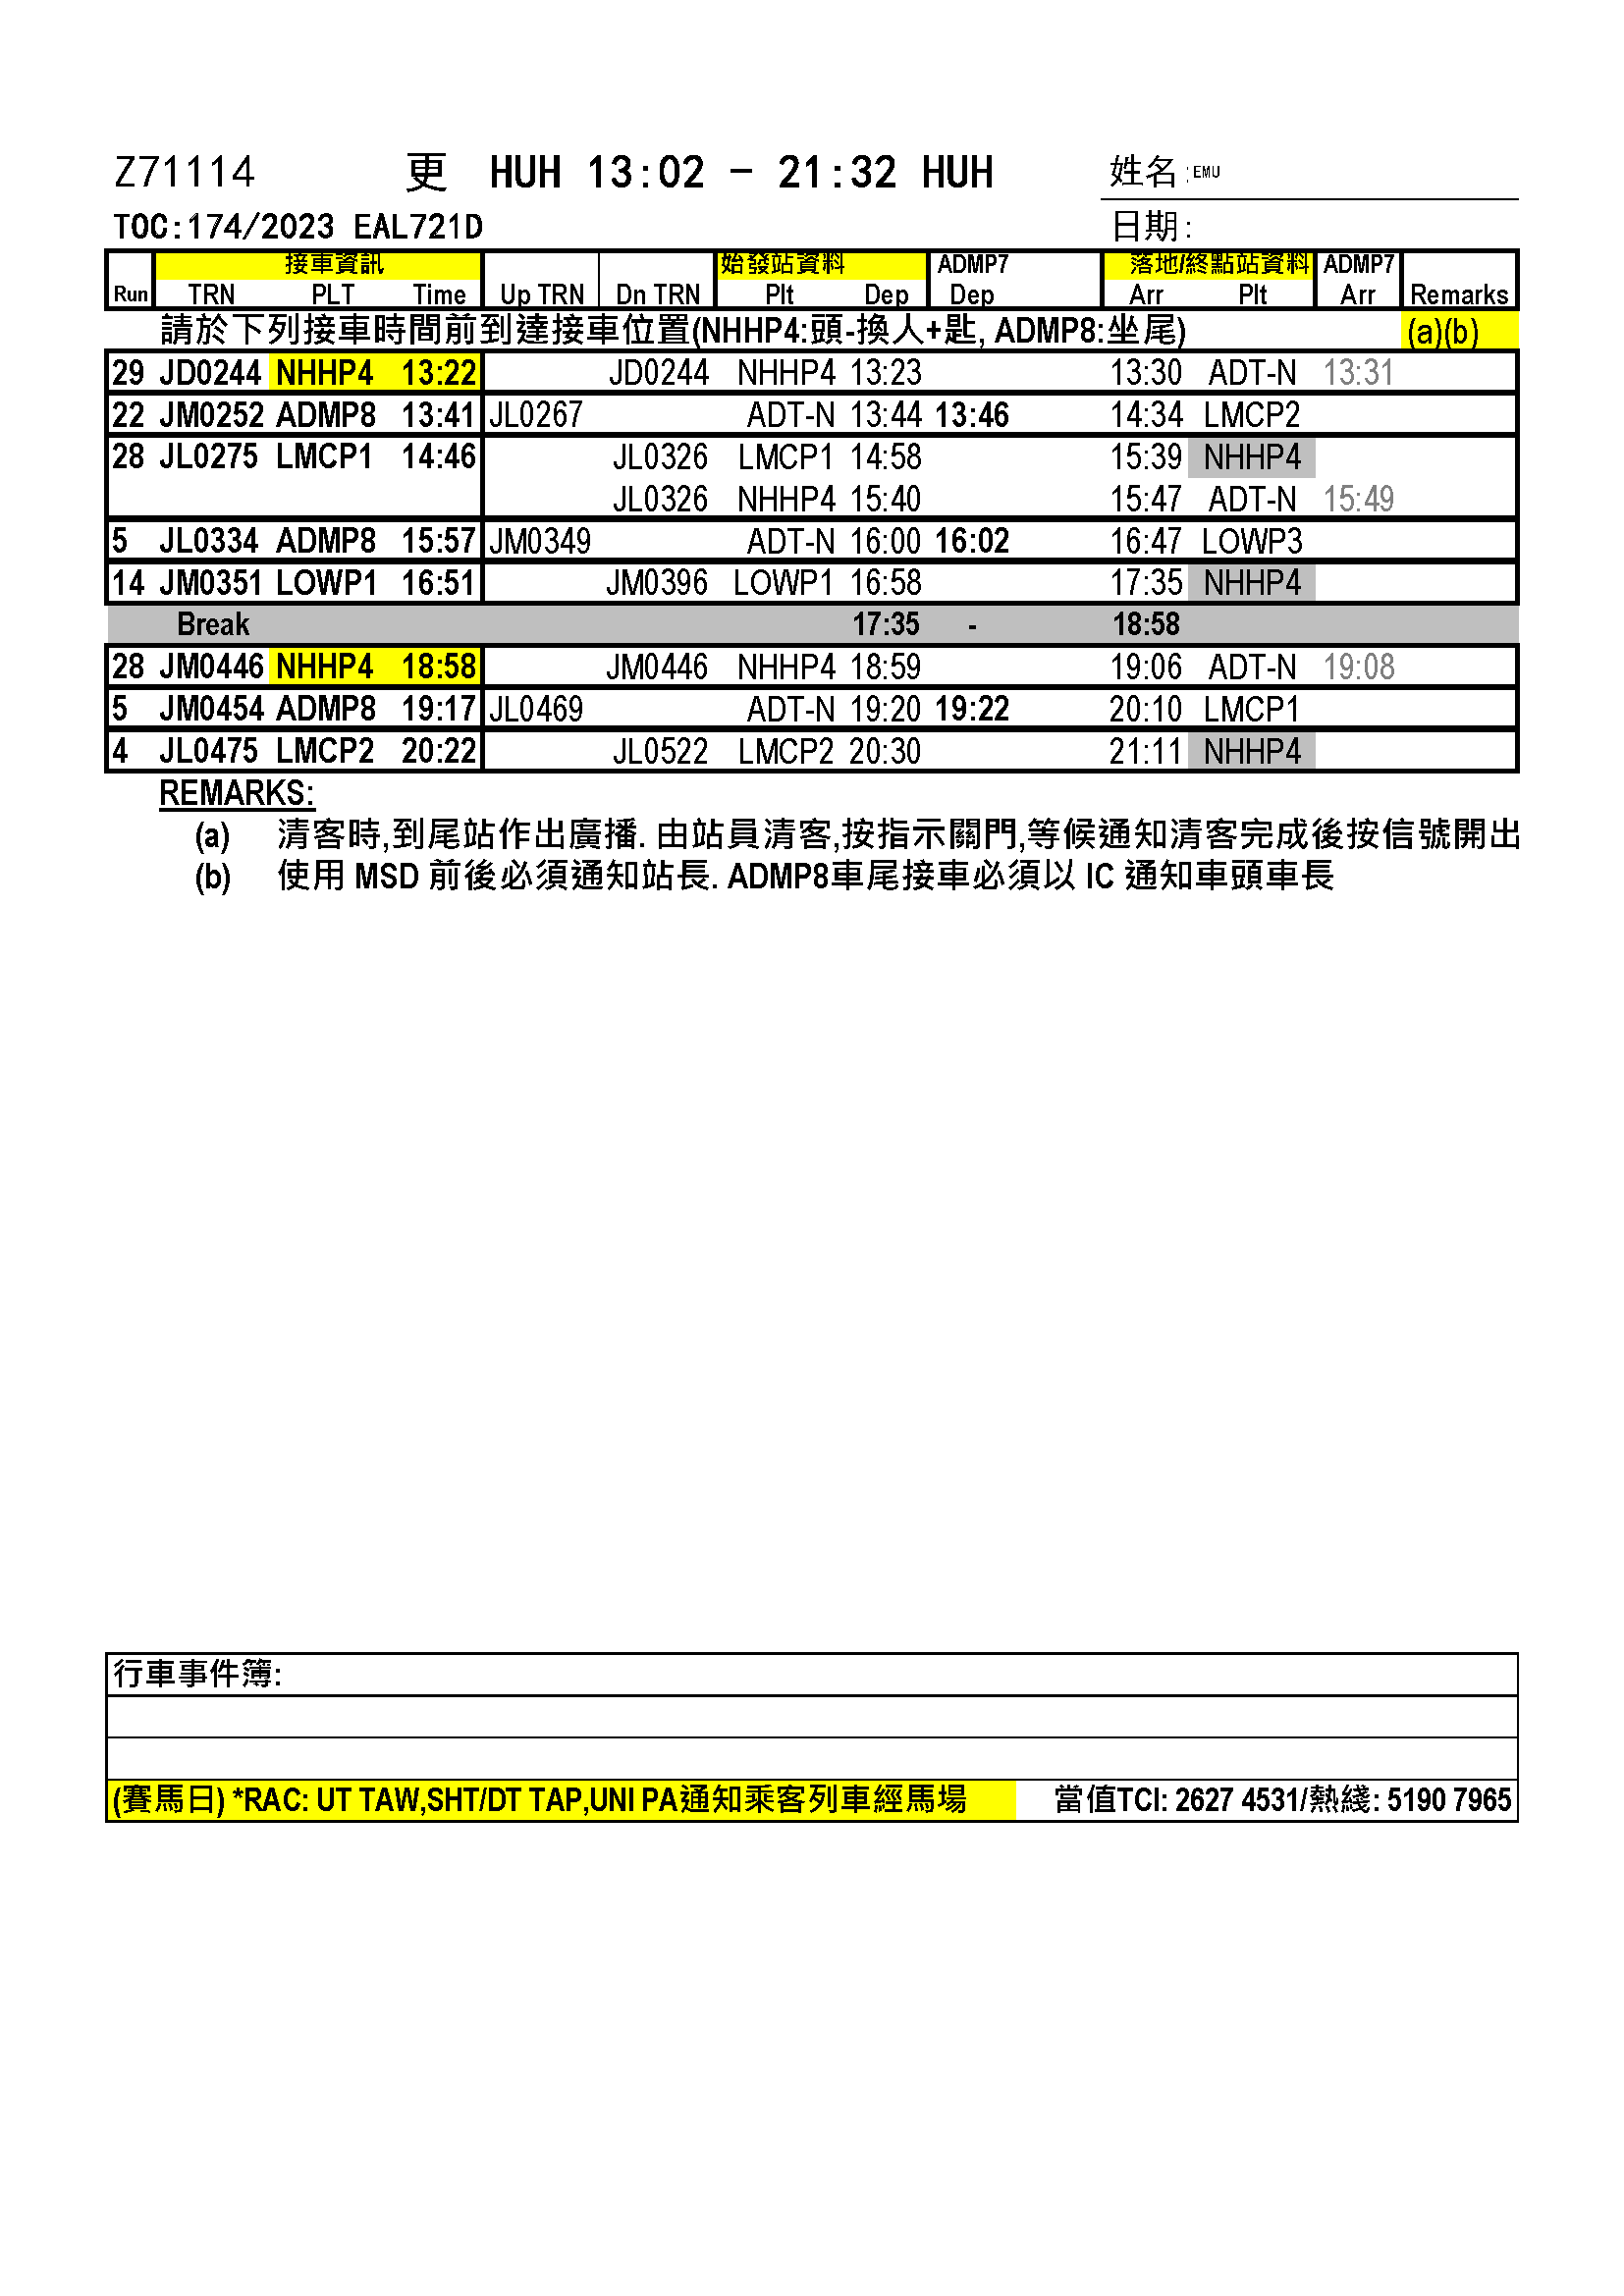 Z71114 更 HUH 13:02 - 21:32 HUH 姓名:EMU
TOC:174/2023 EAL721D 日期:
接車資訊 始發站資料 ADMP7 落地/終點站資料 ADMP7
Run TRN PLT Time Up TRN Dn TRN Plt Dep Dep Arr Plt Arr Remarks
請於下列接車時間前到達接車位置(NHHP4:頭-換人+匙, ADMP8:坐尾) (a)(b)
29 JD0244 NHHP4 13:22 JD0244 NHHP4 13:23 13:30 ADT-N 13:31
22 JM0252 ADMP8 13:41 JL0267 ADT-N 13:44 13:46 14:34 LMCP2
28 JL0275 LMCP1 14:46 JL0326 LMCP1 14:58 15:39 NHHP4
JL0326 NHHP4 15:40 15:47 ADT-N 15:49
5 JL0334 ADMP8 15:57 JM0349 ADT-N 16:00 16:02 16:47 LOWP3
14 JM0351 LOWP1 16:51 JM0396 LOWP1 16:58 17:35 NHHP4
Break 17:35 - 18:58
28 JM0446 NHHP4 18:58 JM0446 NHHP4 18:59 19:06 ADT-N 19:08
5 JM0454 ADMP8 19:17 JL0469 ADT-N 19:20 19:22 20:10 LMCP1
4 JL0475 LMCP2 20:22 JL0522 LMCP2 20:30 21:11 NHHP4
REMARKS:
(a) 清客時,到尾站作出廣播. 由站員清客,按指示關門,等候通知清客完成後按信號開出
(b) 使用 MSD 前後必須通知站長. ADMP8車尾接車必須以 IC 通知車頭車長
行車事件簿:
(賽馬日) *RAC: UT TAW,SHT/DT TAP,UNI PA通知乘客列車經馬場 當值TCI: 2627 4531/熱綫: 5190 7965